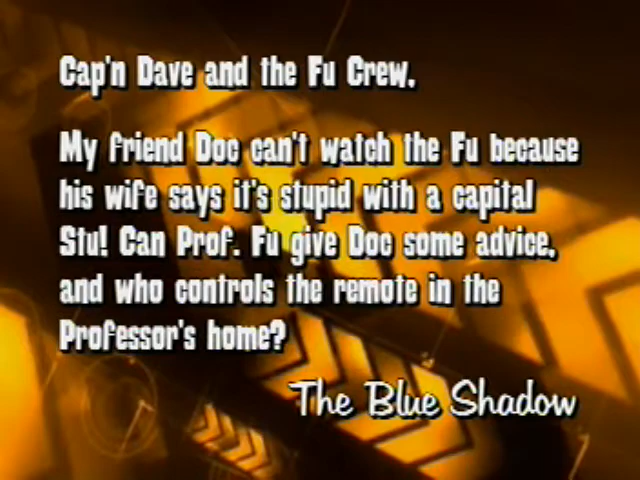 Cap'n Dave and the Fu Crew,
My friend Doc can't watch the Fu because
his wife says it's stupid with a capital
Stu! Can Prof. Fu give Doc some advice,
and who controls the remote in the
Professor's home?
The Blue Shadow